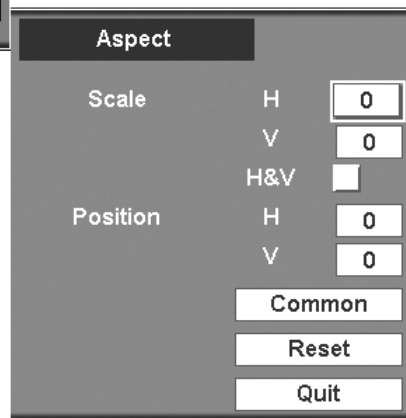 Aspect
Scale H 0
V 0
H&V
Position H 0
V 0
Common
Reset
Quit